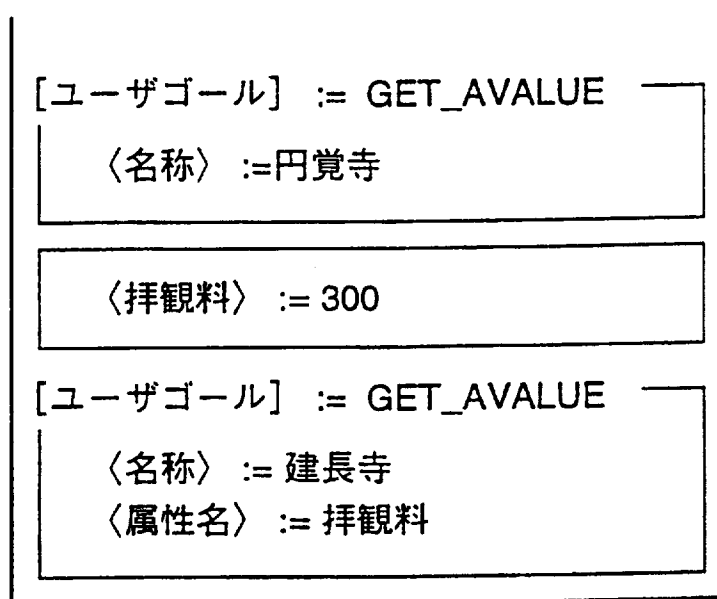 [ユーザゴール] := GET_AVALUE
〈名称〉 :=円覚寺
〈拝観料〉 := 300
[ユーザゴール] := GET_AVALUE
〈名称〉 := 建長寺
〈属性名〉 := 拝観料